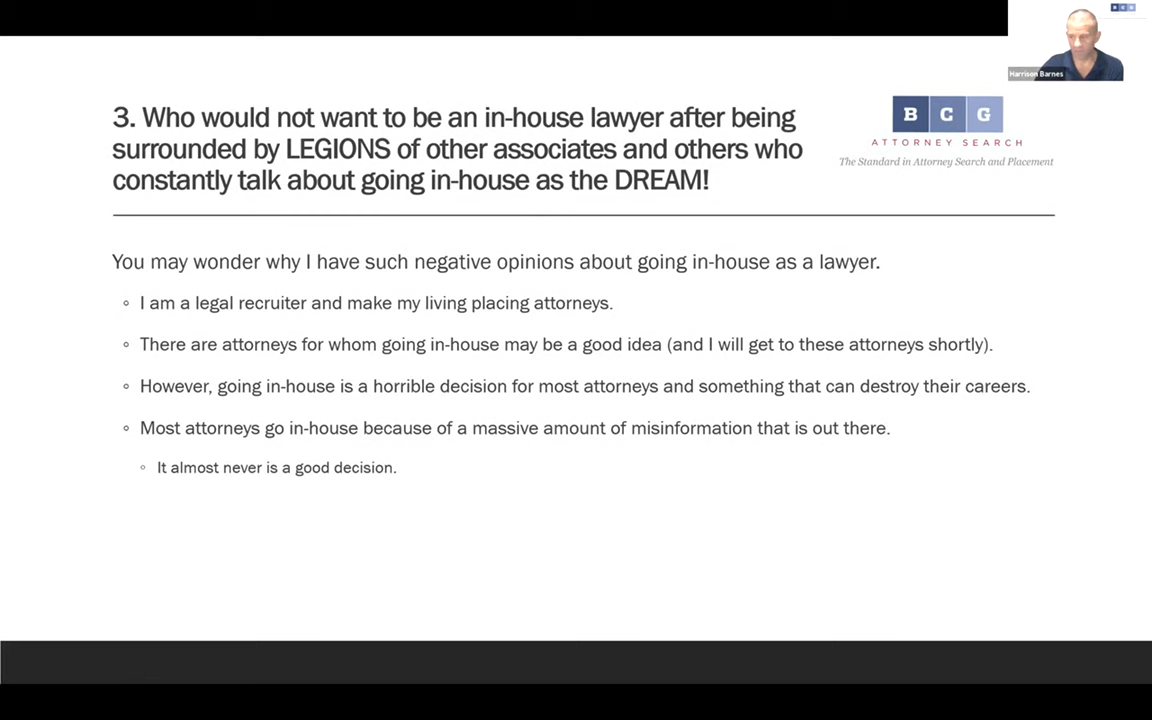 B C G
Harrison Barnes
3. Who would not want to be an in-house lawyer after being
surrounded by LEGIONS of other associates and others who
constantly talk about going in-house as the DREAM!
B C G
ATTORNEY SEARCH
The Standard in Attorney Search and Placement
You may wonder why I have such negative opinions about going in-house as a lawyer.
◦ I am a legal recruiter and make my living placing attorneys.
◦ There are attorneys for whom going in-house may be a good idea (and I will get to these attorneys shortly).
◦ However, going in-house is a horrible decision for most attorneys and something that can destroy their careers.
◦ Most attorneys go in-house because of a massive amount of misinformation that is out there.
◦ It almost never is a good decision.